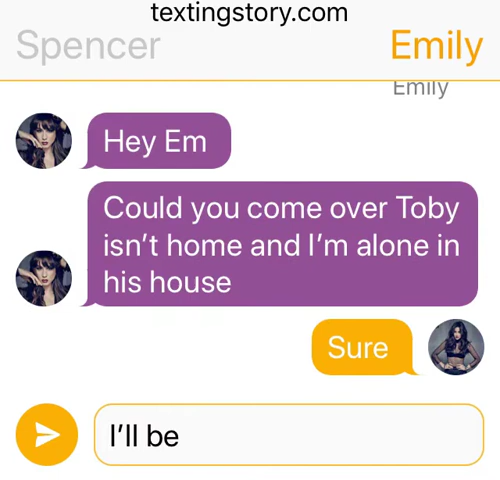 textingstory.com
Spencer
Emily
Emily
Hey Em
Could you come over Toby
isn’t home and I’m alone in
his house
Sure
I’ll be